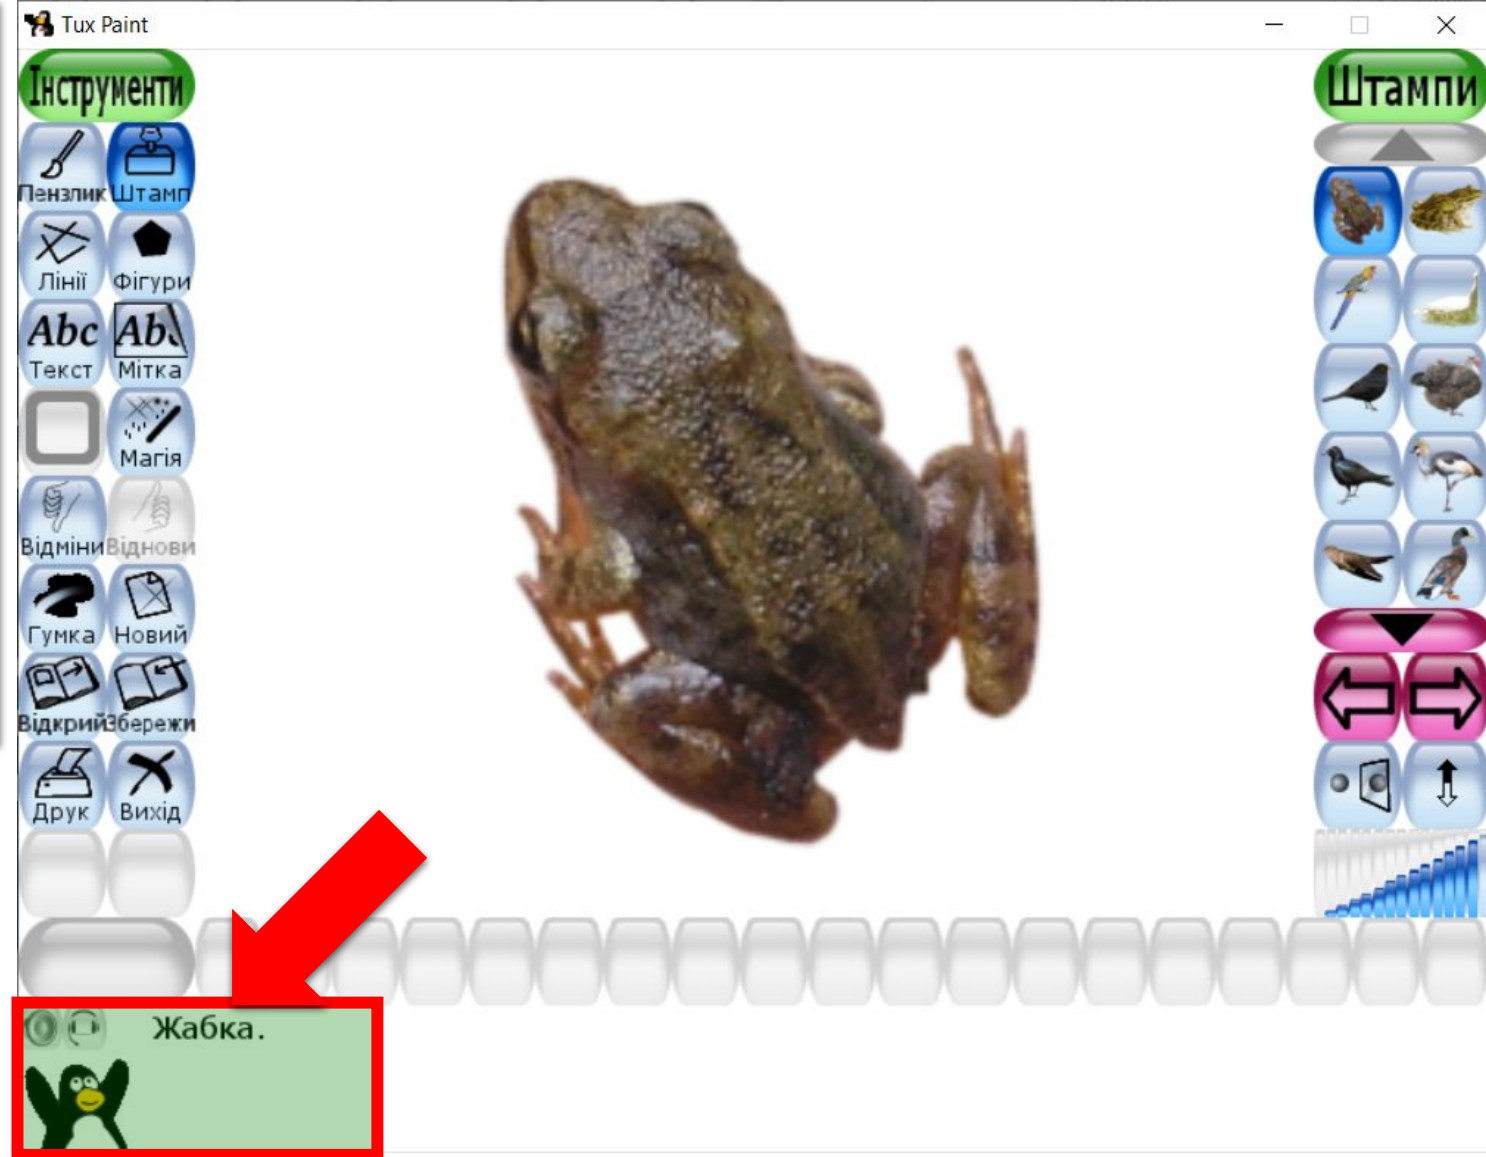 Tux Paint
Інструменти
Штампи
Пензлик Штамп
Лінії Фігури
Abc Abc
Текст Мітка
Магія
Відміни Віднови
Гумка Новий
Відкрий Збережи
Друк Вихід
Жабка.